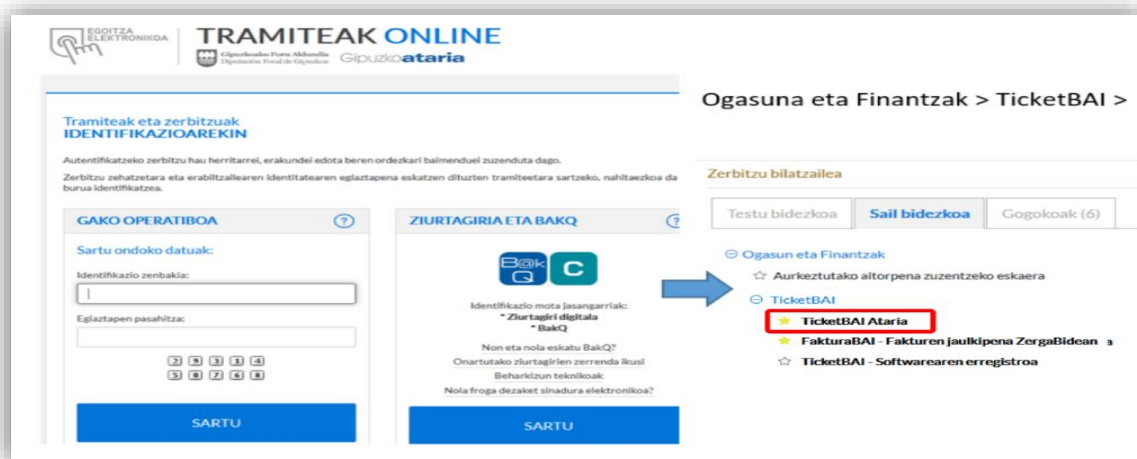 EGOITZA
ELEKTRONIKOA
TRAMITEAK ONLINE
Gipuzkoako Foru Aldundia
Diputación Foral de Gipuzkoa
Gipuzkoataria
Tramiteak eta zerbitzuak
IDENTIFIKAZIOAREKIN
Autentifikatzeko zerbitzu hau herritarrei, erakundei edota beren ordezkari baimenduei zuzenduta dago.
Zerbitzu zehatzetara eta erabiltzailearen identitatearen egiaztapena eskatzen dituzten tramiteetara sartzeko, nahitaezkoa da
burua identifikatzea.
GAKO OPERATIBOA ?
Sartu ondoko datuak:
Identifikazio zenbakia:
Egiaztapen pasahitza:
2 9 3 1 4
5 0 7 6 8
SARTU
ZIURTAGIRIA ETA BAKQ ?
B@k Q C
Identifikazio mota jasangarriak:
* Ziurtagiri digitala
* BakQ
Non eta nola eskatu BakQ?
Onartutako ziurtagirien zerrenda ikusi
Beharkizun teknikoak
Nola froga dezaket sinadura elektronikoa?
SARTU
Ogasuna eta Finantzak > TicketBAI >
Zerbitzu bilatzailea
Testu bidezkoa
Sail bidezkoa
Gogokoak (6)
Ogasun eta Finantzak
Aurkeztutako aitorpena zuzentzeko eskaera
TicketBAI
TicketBAI Ataria
FakturaBAI - Fakturen jaulkipena ZergaBidean
TicketBAI - Softwarearen erregistroa